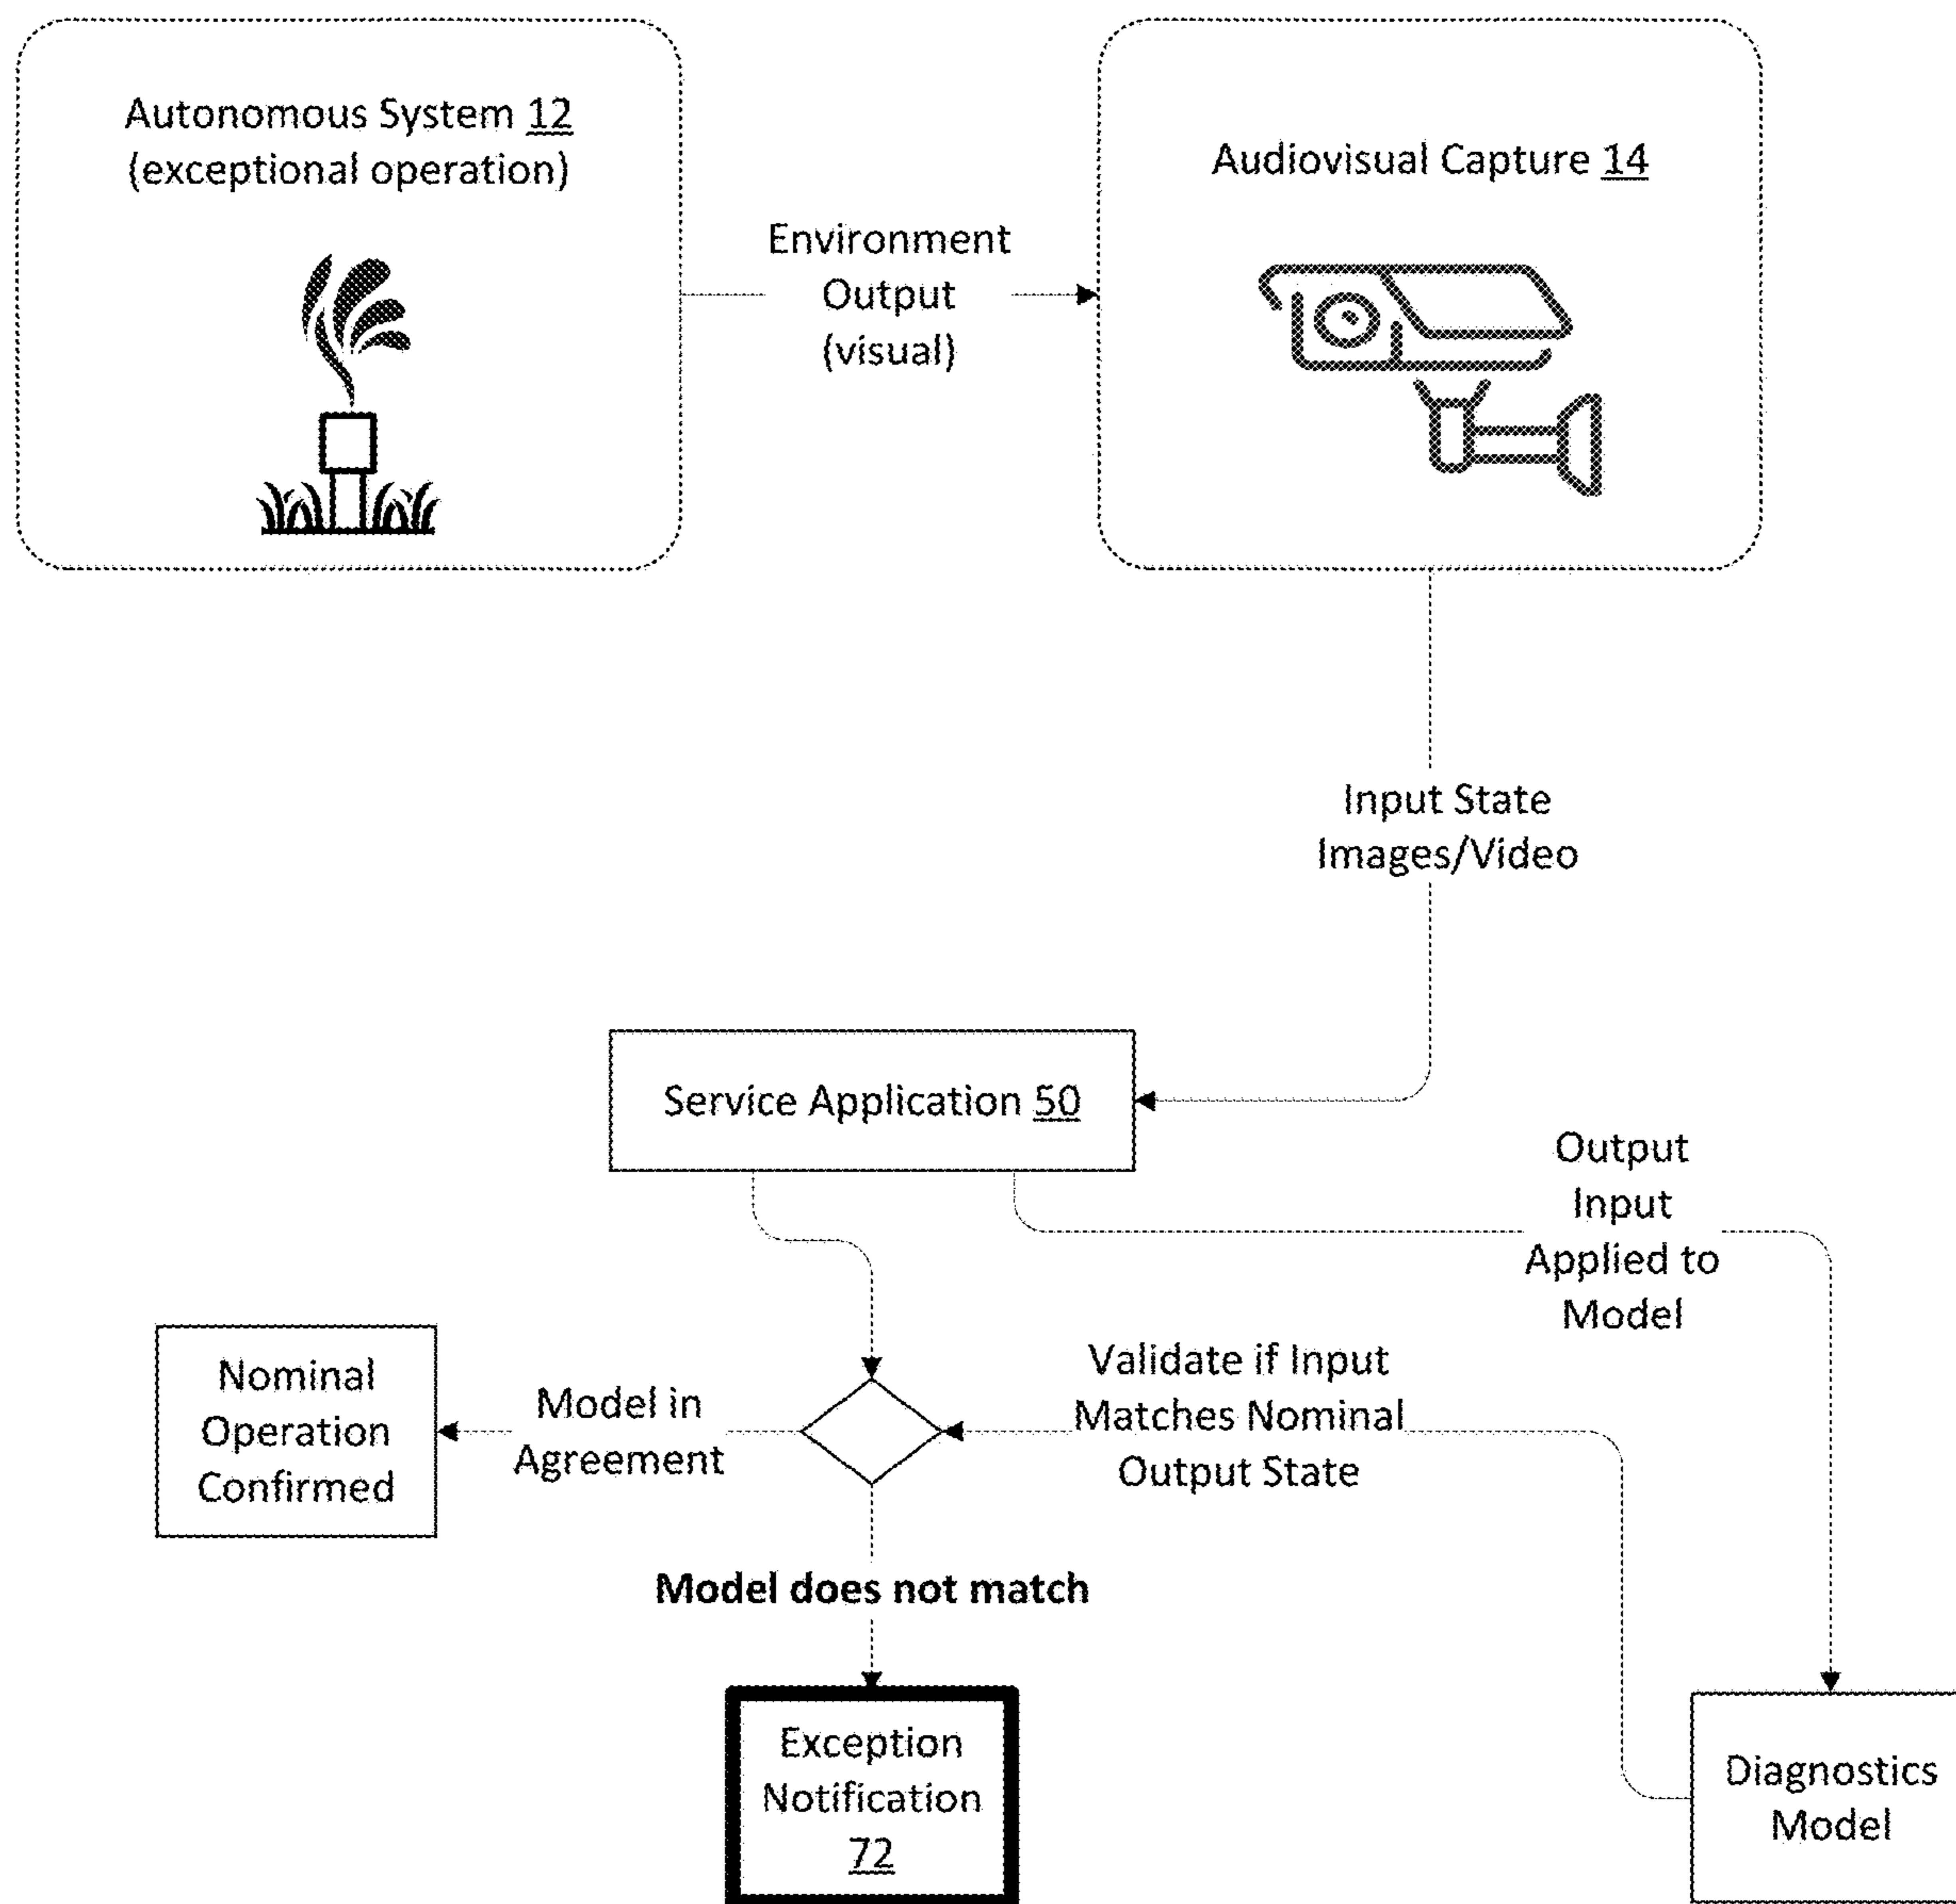 Autonomous System 12
(exceptional operation)
Audiovisual Capture 14
Environment
Output
(visual)
Input State
Images/Video
Service Application 50
Output
Input
Applied to
Model
Nominal
Operation
Confirmed
Model in
Agreement
Validate if Input
Matches Nominal
Output State
Model does not match
Exception
Notification
72
Diagnostics
Model